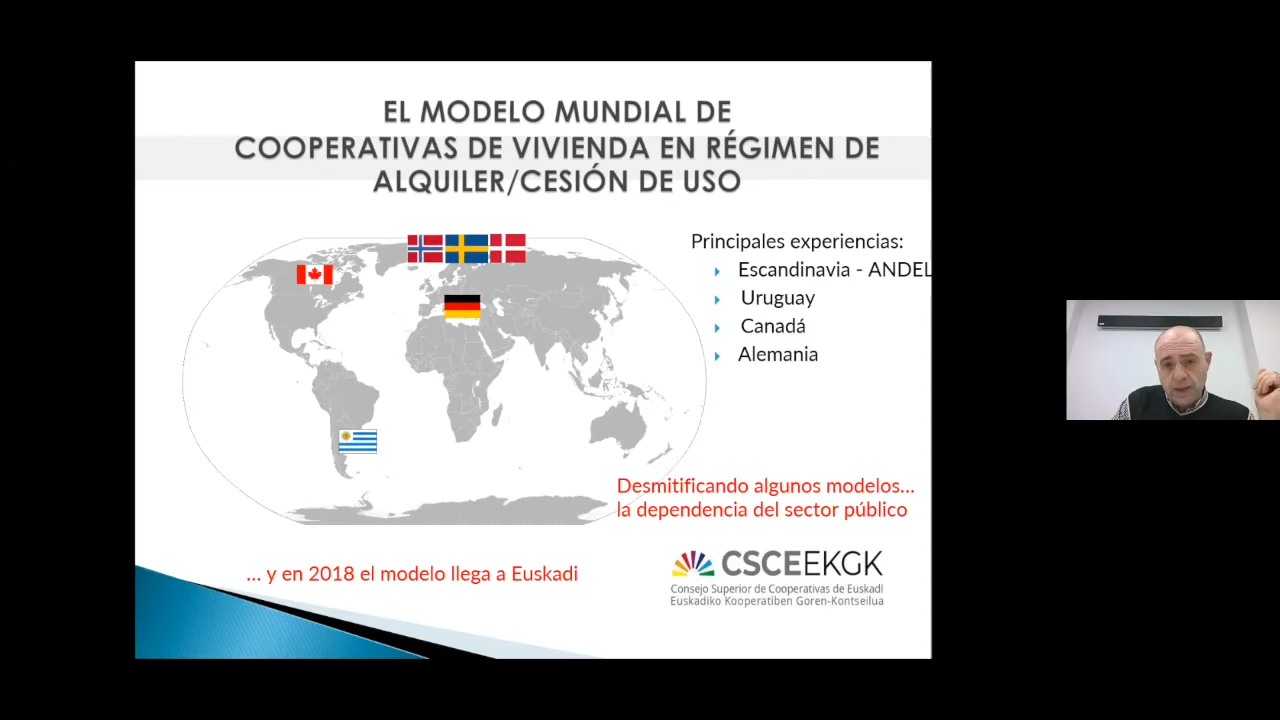 EL MODELO MUNDIAL DE
COOPERATIVAS DE VIVIENDA EN RÉGIMEN DE
ALQUILER/CESIÓN DE USO
Principales experiencias:
Escandinavia - ANDEL
Uruguay
Canadá
Alemania
Desmitificando algunos modelos...
la dependencia del sector público
... y en 2018 el modelo llega a Euskadi
CSCEEKGK
Consejo Superior de Cooperativas de Euskadi
Euskadiko Kooperatiben Goren-Kontseilua